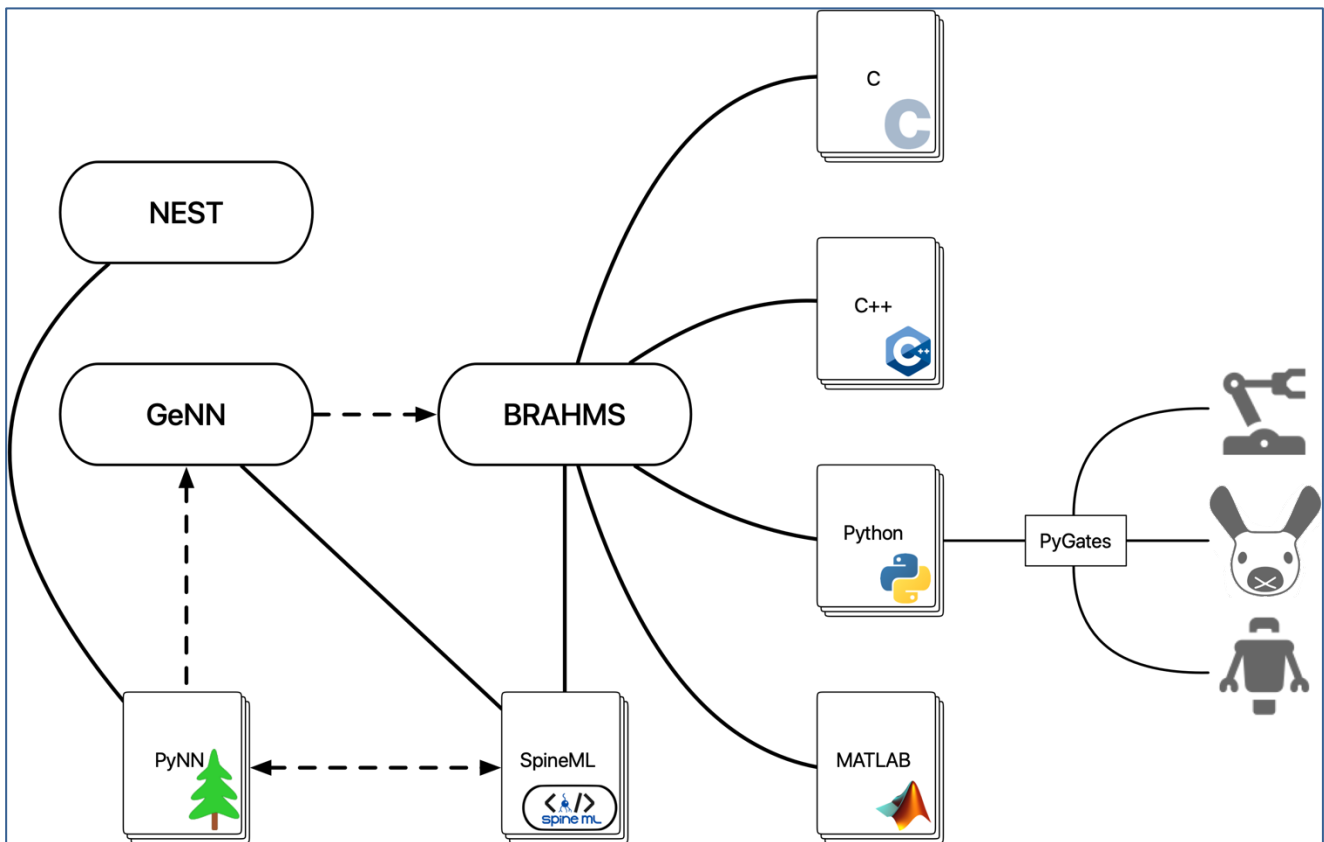 C
C
NEST
C++
C++
GeNN
BRAHMS
Python
PyGates
PyNN
SpineML
MATLAB
< />
spine ml